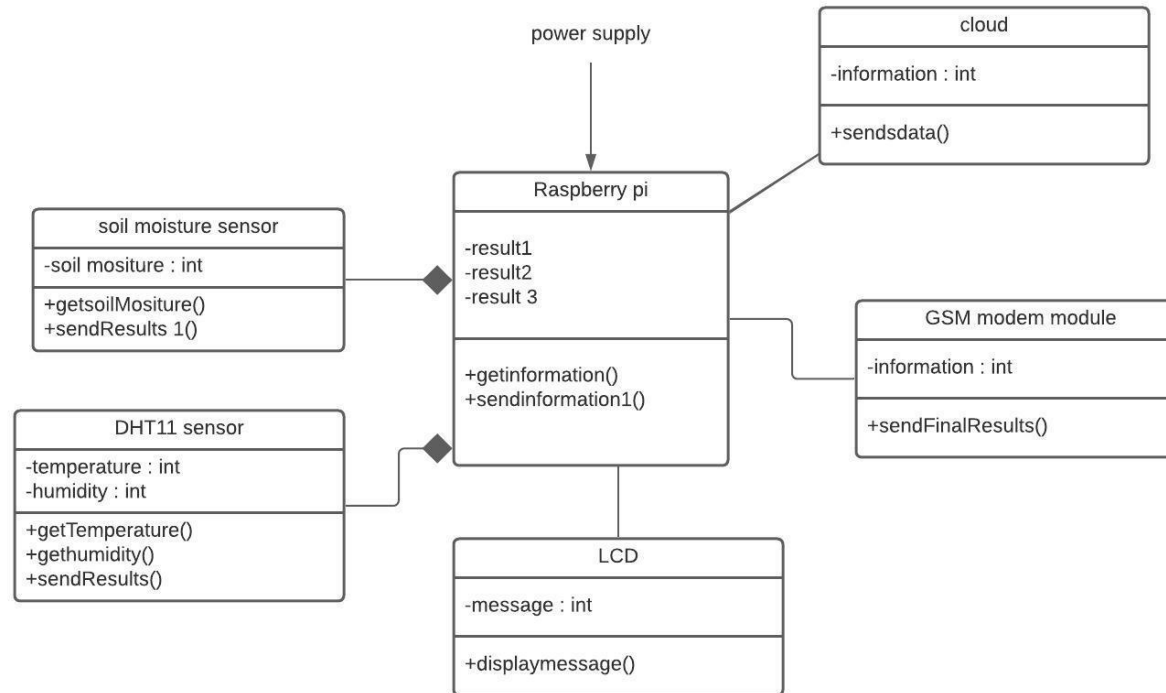 power supply
cloud
-information : int
+sendsdata()
Raspberry pi
-result1
-result2
-result 3
+getinformation()
+sendinformation1()
soil moisture sensor
-soil mositure : int
+getsoilMositure()
+sendResults 1()
GSM modem module
-information : int
+sendFinalResults()
DHT11 sensor
-temperature : int
-humidity : int
+getTemperature()
+gethumidity()
+sendResults()
LCD
-message : int
+displaymessage()